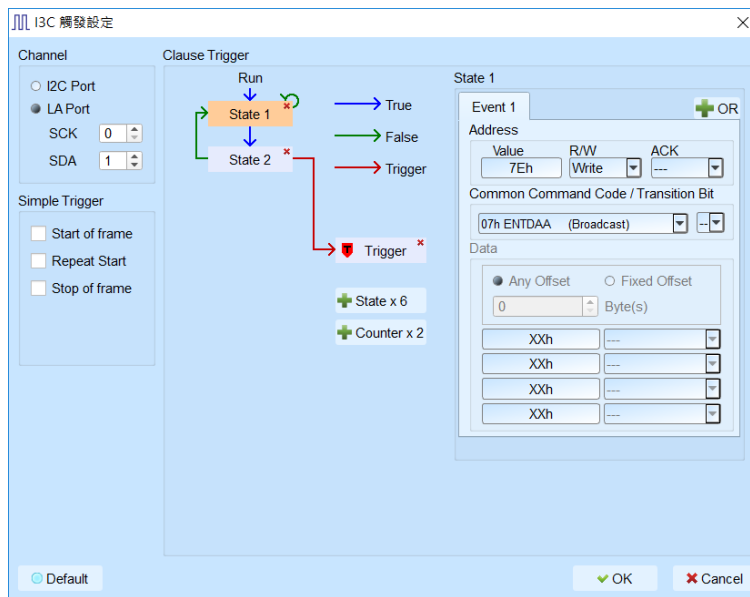 I3C 觸發設定
Channel
I2C Port
LA Port
SCK 0
SDA 1
Simple Trigger
Start of frame
Repeat Start
Stop of frame
Clause Trigger
Run
State 1
State 2
True
False
Trigger
Trigger
State x 6
Counter x 2
State 1
Event 1
OR
Address
Value R/W ACK
7Eh Write ---
Common Command Code / Transition Bit
07h ENTDAA (Broadcast) --
Data
Any Offset Fixed Offset
0 Byte(s)
XXh ---
XXh ---
XXh ---
XXh ---
Default
OK Cancel